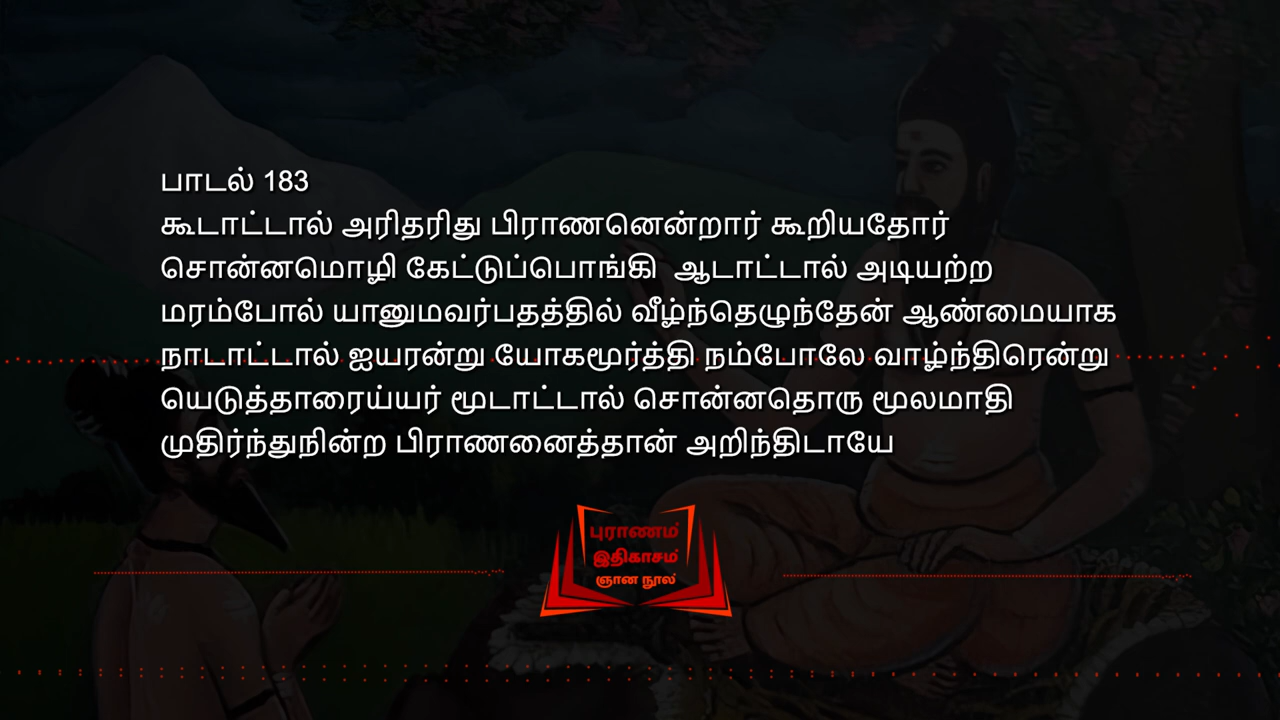 பாடல் 183
கூடாட்டால் அரிதரிது பிராணனென்றார் கூறியதோர்
சொன்னமொழி கேட்டுப்பொங்கி ஆடாட்டால் அடியற்ற
மரம்போல் யானுமவர்பதத்தில் வீழ்ந்தெழுந்தேன் ஆண்மையாக
நாடாட்டால் ஐயரன்று யோகமூர்த்தி நம்போலே வாழ்ந்திரென்று
யெடுத்தாரைய்யர் மூடாட்டால் சொன்னதொரு மூலமாதி
முதிர்ந்துநின்ற பிராணனைத்தான் அறிந்திடாயே
புராணம்
இதிகாசம்
ஞான நூல்